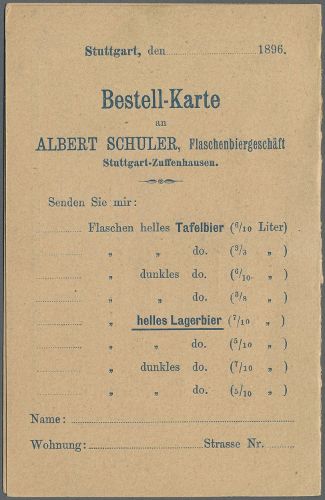 Stuttgart, den 1896.
Bestell-Karte
an
ALBERT SCHULER, Flaschenbiergeschäft
Stuttgart-Zuffenhausen.
Senden Sie mir:
Flaschen helles Tafelbier (6/10 Liter)
„ „ do. (3/8 „ )
„ dunkles do. (6/10 „ )
„ „ do. (3/8 „ )
„ helles Lagerbier (7/10 „ )
„ „ do. (5/10 „ )
„ dunkles do. (7/10 „ )
„ „ do. (5/10 „ )
Name:
Wohnung: Strasse Nr.